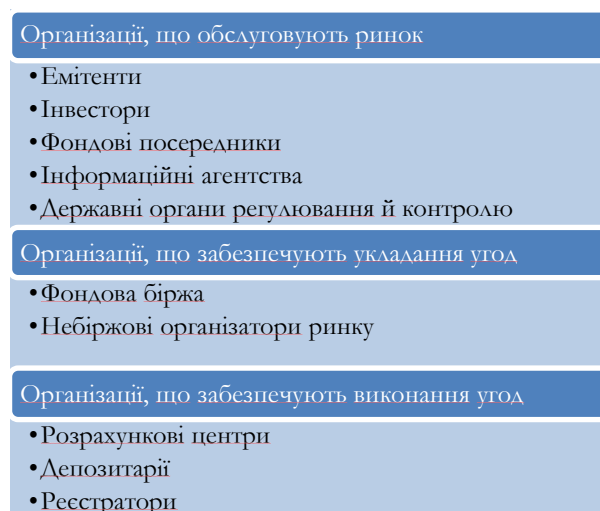 Організації, що обслуговують ринок
•Емітенти
•Інвестори
•Фондові посередники
•Інформаційні агентства
•Державні органи регулювання й контролю
Організації, що забезпечують укладання угод
•Фондова біржа
•Небіржові організатори ринку
Організації, що забезпечують виконання угод
•Розрахункові центри
•Депозитарії
•Реєстратори